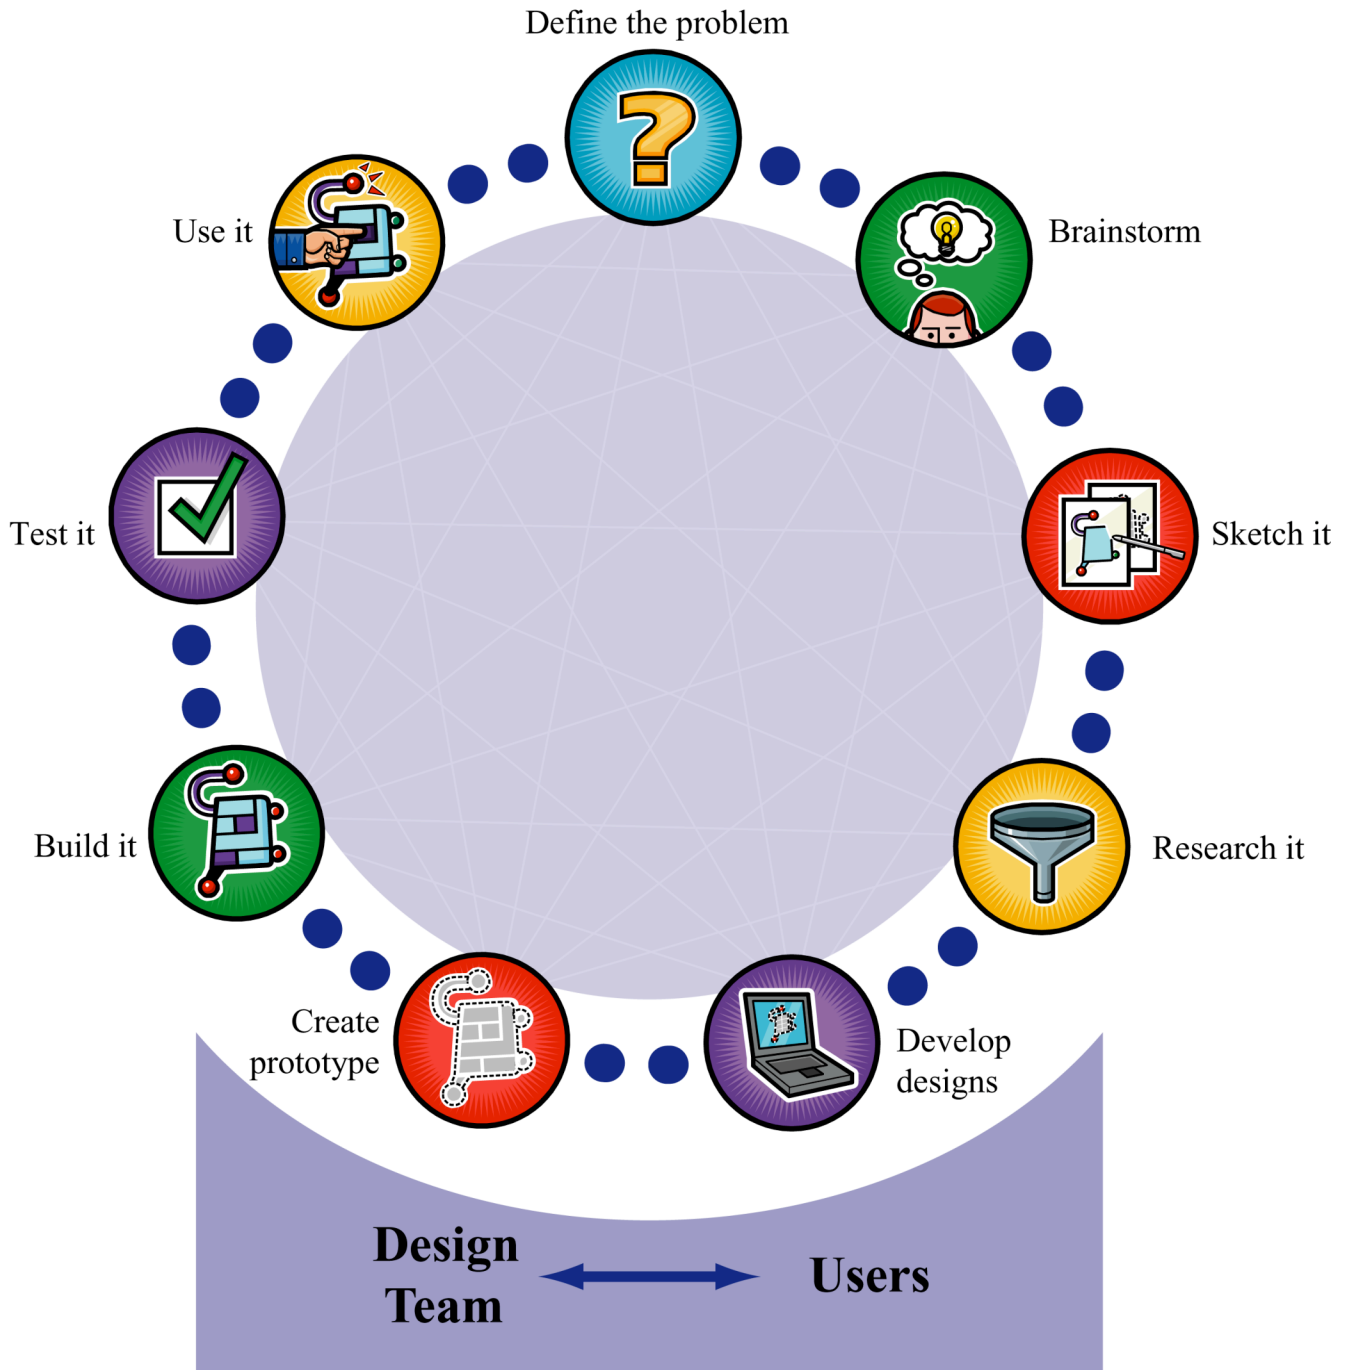 Define the problem
Brainstorm
Sketch it
Research it
Develop
designs
Create
prototype
Build it
Test it
Use it
Design
Team
Users